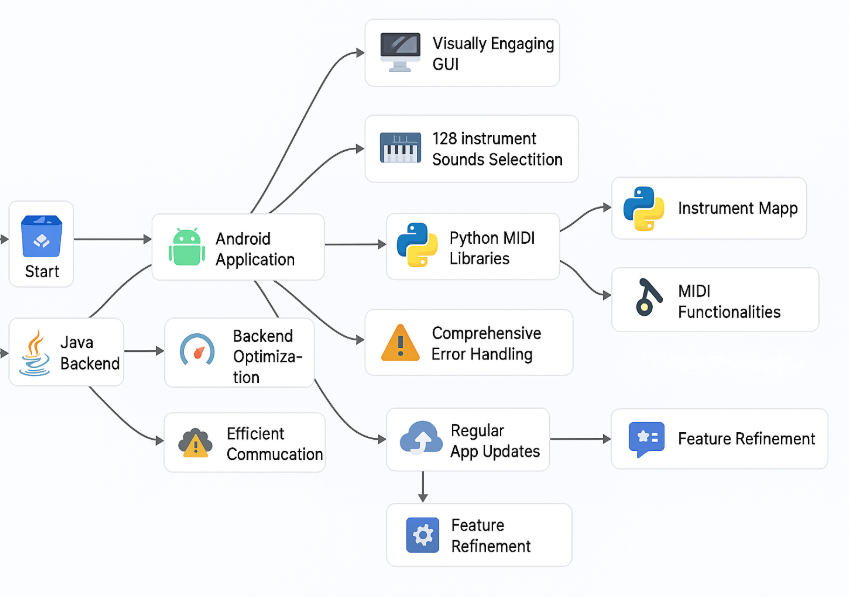 Visually Engaging
GUI
128 instrument
Sounds Selectition
Start
Android
Application
Python MIDI
Libraries
Instrument Mapp
MIDI
Functionalities
Java
Backend
Backend
Optimiza-
tion
Comprehensive
Error Handling
Efficient
Commucation
Regular
App Updates
Feature Refinement
Feature
Refinement